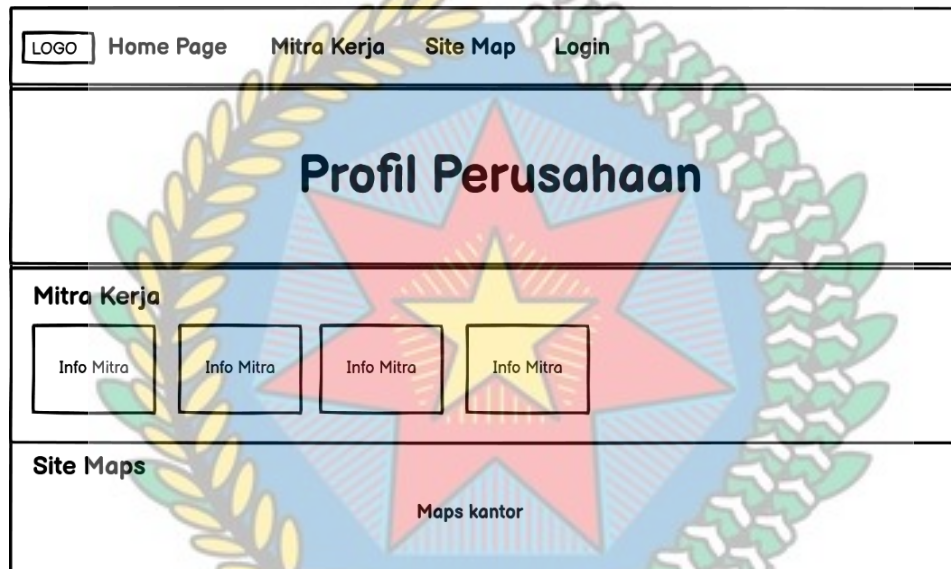 LOGO Home Page Mitra Kerja Site Map Login
Profil Perusahaan
Mitra Kerja
Info Mitra Info Mitra Info Mitra Info Mitra
Site Maps
Maps kantor